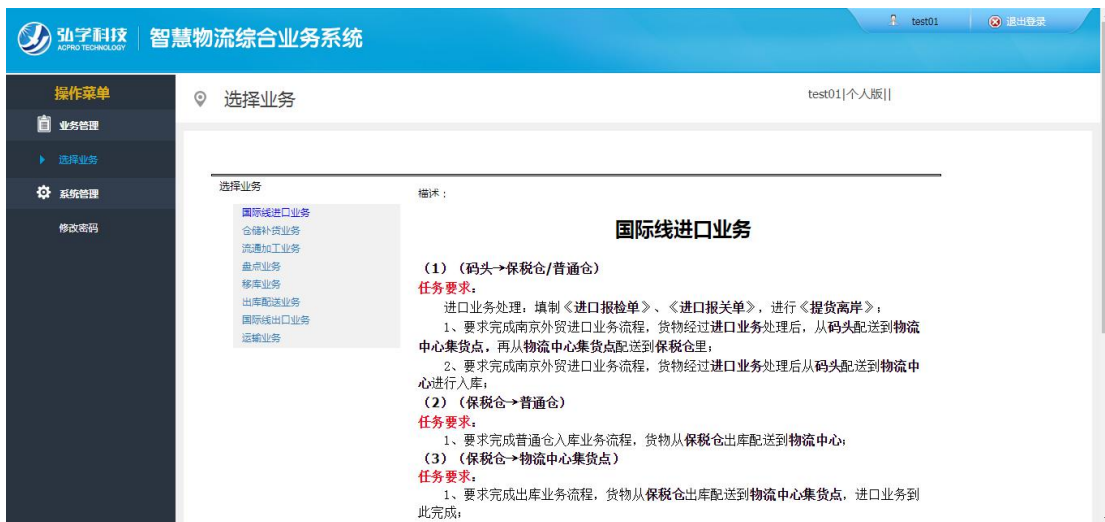 弘学科技
ACPRO TECHNOLOGY
智慧物流综合业务系统
test01
退出登录
操作菜单
业务管理
选择业务
系统管理
修改密码
选择业务
test01|个人版||
选择业务
国际线进口业务
仓储补货业务
流通加工业务
盘点业务
移库业务
出库配送业务
国际线出口业务
运输业务
描述：
国际线进口业务
（1）（码头→保税仓/普通仓）
任务要求：
进口业务处理：填制《进口报检单》、《进口报关单》，进行《提货离岸》；
1、要求完成南京外贸进口业务流程，货物经过进口业务处理后，从码头配送到物流
中心集货点，再从物流中心集货点配送到保税仓里；
2、要求完成南京外贸进口业务流程，货物经过进口业务处理后从码头配送到物流中
心进行入库；
（2）（保税仓→普通仓）
任务要求：
1、要求完成普通仓入库业务流程，货物从保税仓出库配送到物流中心；
（3）（保税仓→物流中心集货点）
任务要求：
1、要求完成出库业务流程，货物从保税仓出库配送到物流中心集货点，进口业务到
此完成；